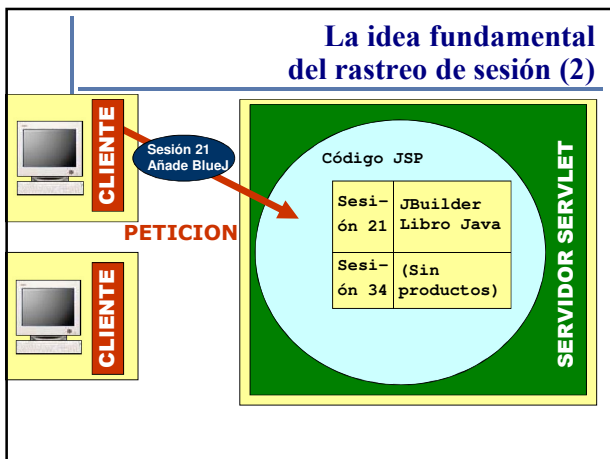 La idea fundamental
del rastreo de sesión (2)
CLIENTE
Sesión 21
Añade BlueJ
PETICION
CLIENTE
Código JSP
Sesi-
ón 21
JBuilder
Libro Java
Sesi-
ón 34
(Sin
productos)
SERVIDOR SERVLET